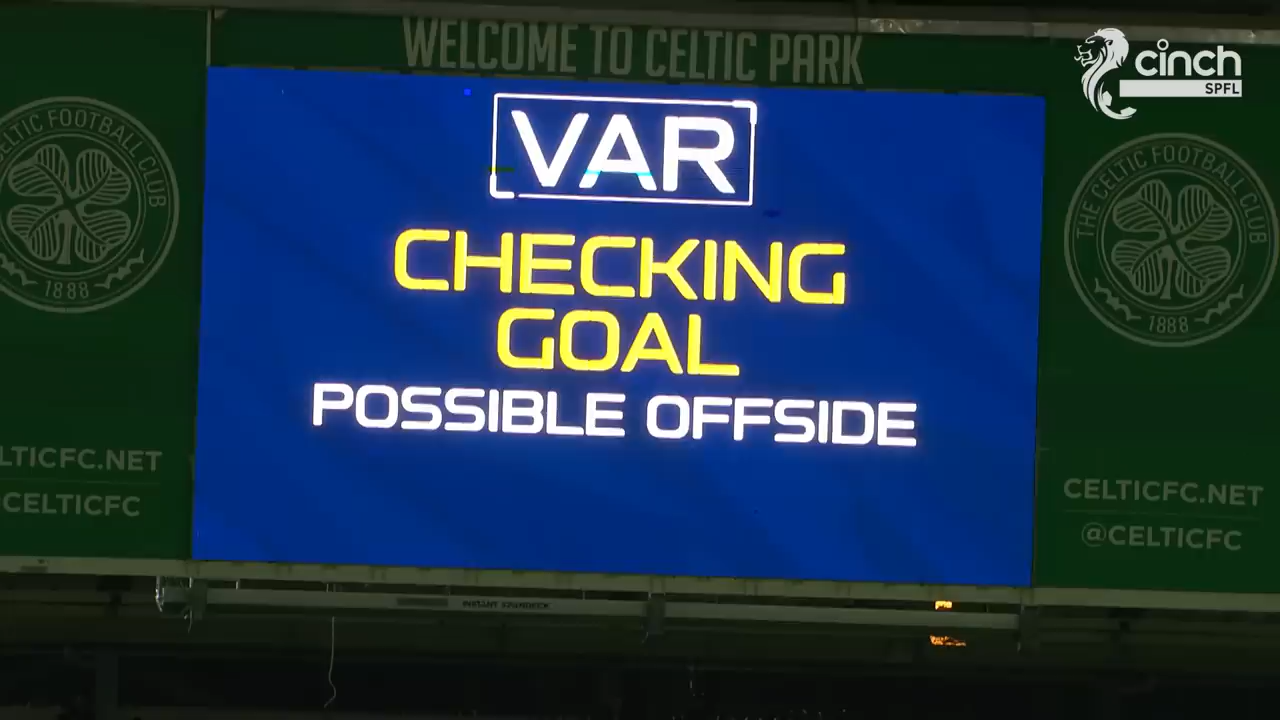 WELCOME TO CELTIC PARK
cinch
SPFL
VAR
CHECKING
GOAL
POSSIBLE OFFSIDE
CELTIC FOOTBALL CLUB
1888
THE CELTIC FOOTBALL CLUB
1888
LTICFC.NET
CELTICFC
CELTICFC.NET
@CELTICFC